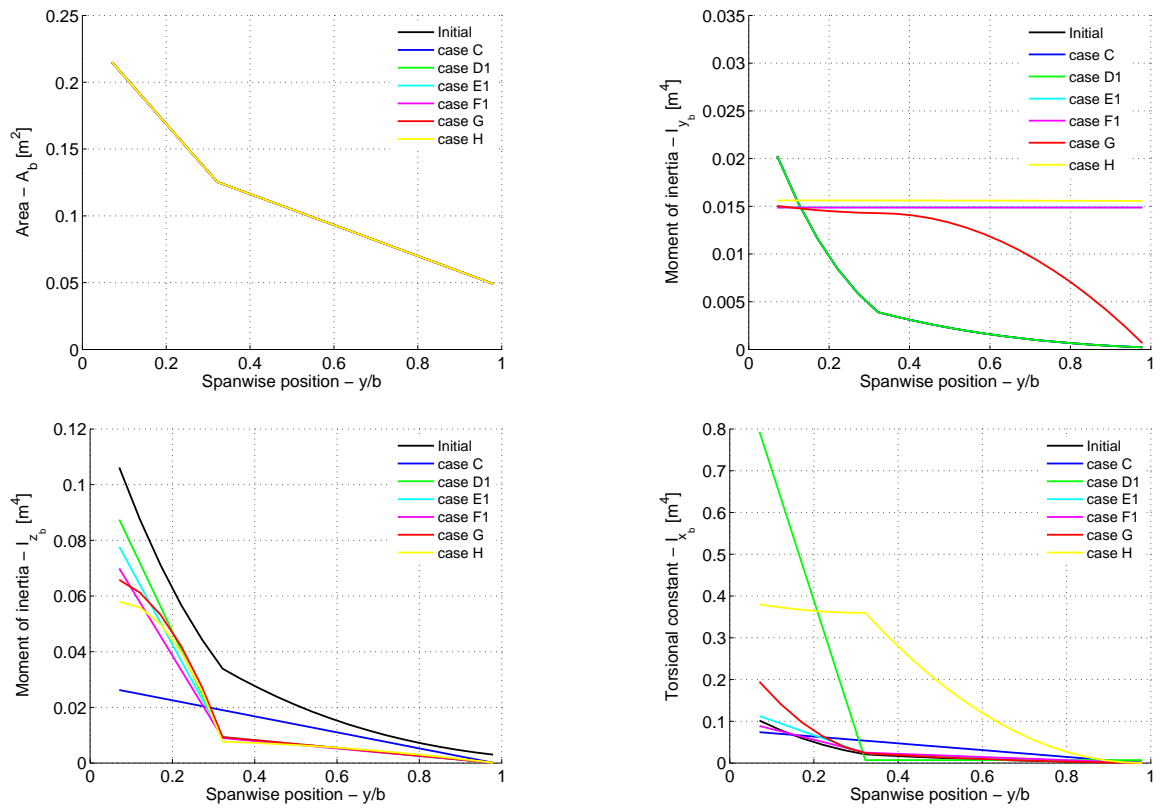 0.25
0.2
0.15
0.1
0.05
0
0 0.2 0.4 0.6 0.8 1
Area − A_b [m^2]
Spanwise position − y/b
Initial
case C
case D1
case E1
case F1
case G
case H
0.035
0.03
0.025
0.02
0.015
0.01
0.005
0
0 0.2 0.4 0.6 0.8 1
Moment of inertia − I_{y_b} [m^4]
Spanwise position − y/b
Initial
case C
case D1
case E1
case F1
case G
case H
0.12
0.1
0.08
0.06
0.04
0.02
0
0 0.2 0.4 0.6 0.8 1
Moment of inertia − I_{z_b} [m^4]
Spanwise position − y/b
Initial
case C
case D1
case E1
case F1
case G
case H
0.8
0.7
0.6
0.5
0.4
0.3
0.2
0.1
0
0 0.2 0.4 0.6 0.8 1
Torsional constant − I_{x_b} [m^4]
Spanwise position − y/b
Initial
case C
case D1
case E1
case F1
case G
case H